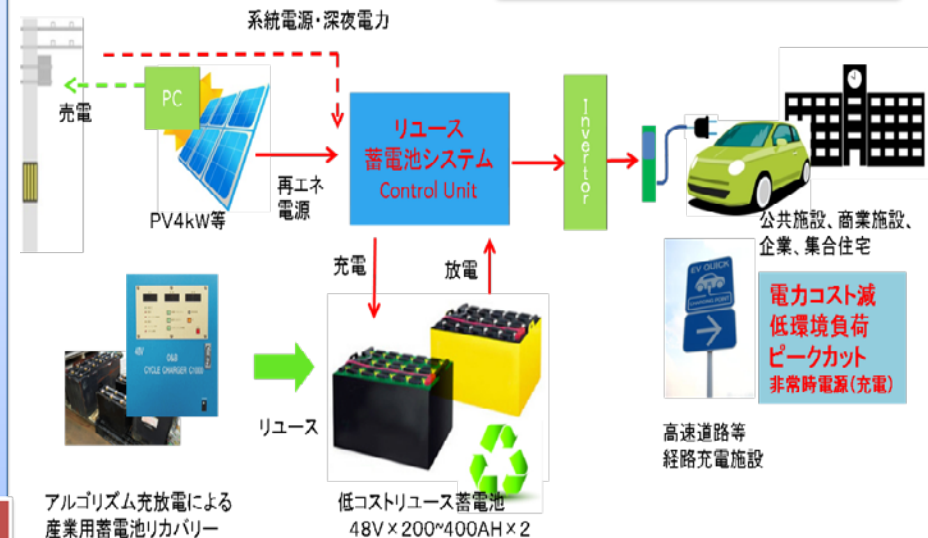 系統電源・深夜電力
売電
PC
PV4kW等
再エネ
電源
リユース
蓄電池システム
Control Unit
Invertor
公共施設、商業施設、
企業、集合住宅
充電
放電
EV QUICK
CHARGING POINT
電力コスト減
低環境負荷
ピークカット
非常時電源(充電)
48V
D&B
CYCLE CHARGER C1000
リユース
高速道路等
経路充電施設
アルゴリズム充放電による
産業用蓄電池リカバリー
低コストリユース蓄電池
48V×200~400AH×2